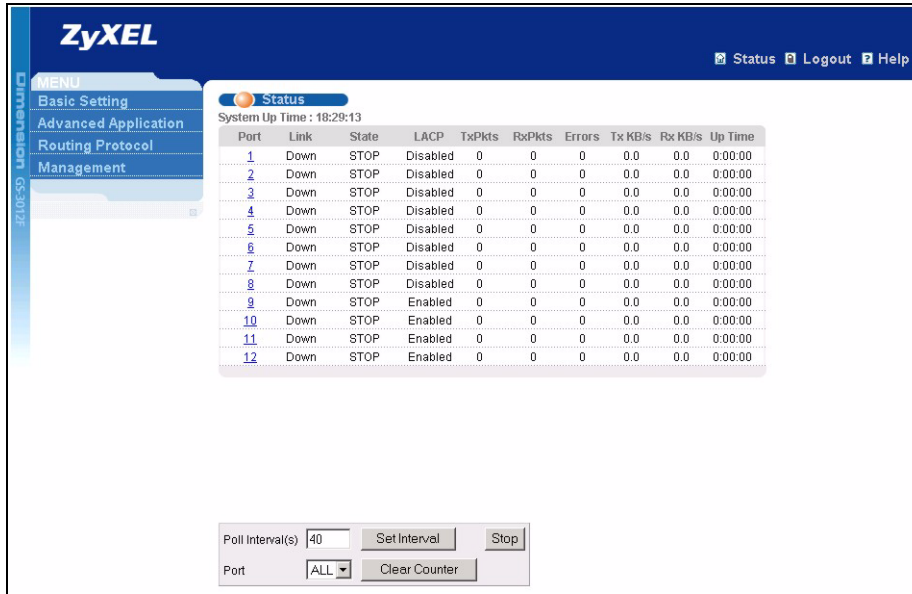 ZyXEL
Status Logout Help
Dimension GS-3012F
MENU
Basic Setting
Advanced Application
Routing Protocol
Management
Status
System Up Time : 18:29:13
Port Link State LACP TxPkts RxPkts Errors Tx KB/s Rx KB/s Up Time
1 Down STOP Disabled 0 0 0 0.0 0.0 0:00:00
2 Down STOP Disabled 0 0 0 0.0 0.0 0:00:00
3 Down STOP Disabled 0 0 0 0.0 0.0 0:00:00
4 Down STOP Disabled 0 0 0 0.0 0.0 0:00:00
5 Down STOP Disabled 0 0 0 0.0 0.0 0:00:00
6 Down STOP Disabled 0 0 0 0.0 0.0 0:00:00
7 Down STOP Disabled 0 0 0 0.0 0.0 0:00:00
8 Down STOP Disabled 0 0 0 0.0 0.0 0:00:00
9 Down STOP Enabled 0 0 0 0.0 0.0 0:00:00
10 Down STOP Enabled 0 0 0 0.0 0.0 0:00:00
11 Down STOP Enabled 0 0 0 0.0 0.0 0:00:00
12 Down STOP Enabled 0 0 0 0.0 0.0 0:00:00
Poll Interval(s) 40 Set Interval Stop
Port ALL Clear Counter